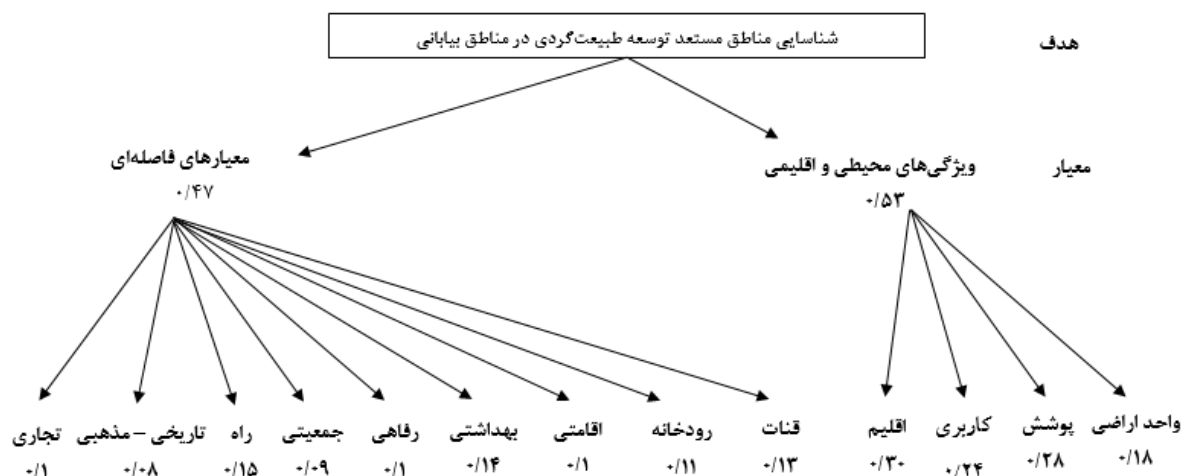 هدف
شناسایی مناطق مستعد توسعه طبیعت‌گردی در مناطق بیابانی
معیار
ویژگی‌های محیطی و اقلیمی
۰/۵۳
معیارهای فاصله‌ای
۰/۴۷
واحد اراضی پوشش کاربری اقلیم قنات رودخانه اقامتی بهداشتی رفاهی جمعیتی راه تاریخی – مذهبی تجاری
۰/۱۸ ۰/۲۸ ۰/۲۴ ۰/۳۰ ۰/۱۳ ۰/۱۱ ۰/۱ ۰/۱۴ ۰/۱ ۰/۰۹ ۰/۱۵ ۰/۰۸ ۰/۱